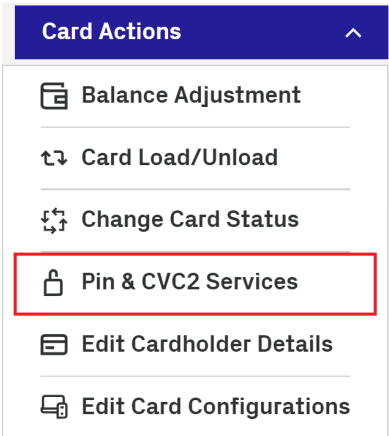 Card Actions
Balance Adjustment
Card Load/Unload
Change Card Status
Pin & CVC2 Services
Edit Cardholder Details
Edit Card Configurations